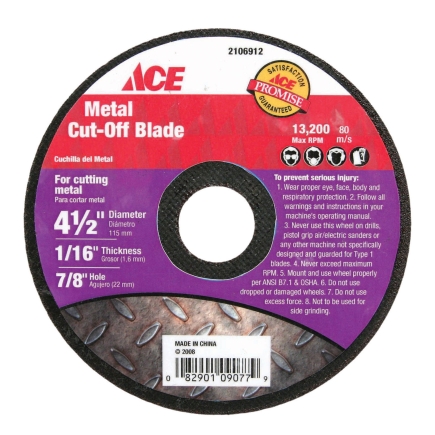 2106912
ACE
SATISFACTION
ACE
PROMISE
GUARANTEED
Metal
Cut-Off Blade
Cuchilla del Metal
13,200 80
Max RPM m/s
For cutting
metal
Para cortar metal
4½" Diameter
Diámetro
115 mm
1/16" Thickness
Grosor (1.6 mm)
7/8" Hole
Agujero (22 mm)
To prevent serious injury:
1. Wear proper eye, face, body and
respiratory protection. 2. Follow all
warnings and instructions in your
machine's operating manual.
3. Never use this wheel on drills,
pistol grip air/electric sanders or
any other machine not specifically
designed and guarded for Type 1
blades. 4. Never exceed maximum
RPM. 5. Mount and use wheel properly
per ANSI B7.1 & OSHA. 6. Do not use
dropped or damaged wheels. 7. Do not use
excess force. 8. Not to be used for
side grinding.
MADE IN CHINA
© 2008
0 82901 09077 9